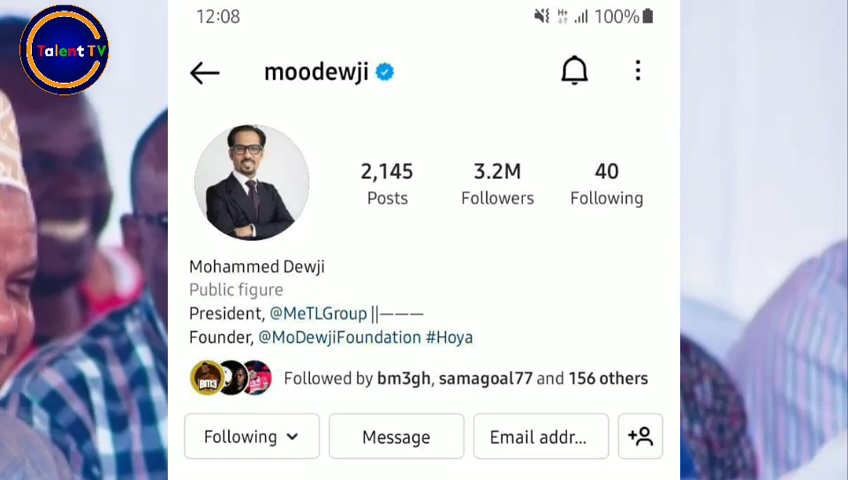 Talent TV
12:08
100%
moodewji
2,145
3.2M
40
Posts
Followers
Following
Mohammed Dewji
Public figure
President, @MeTLGroup ||———
Founder, @MoDewjiFoundation #Hoya
BM3
Followed by bm3gh, samagoal77 and 156 others
Following
Message
Email addr...